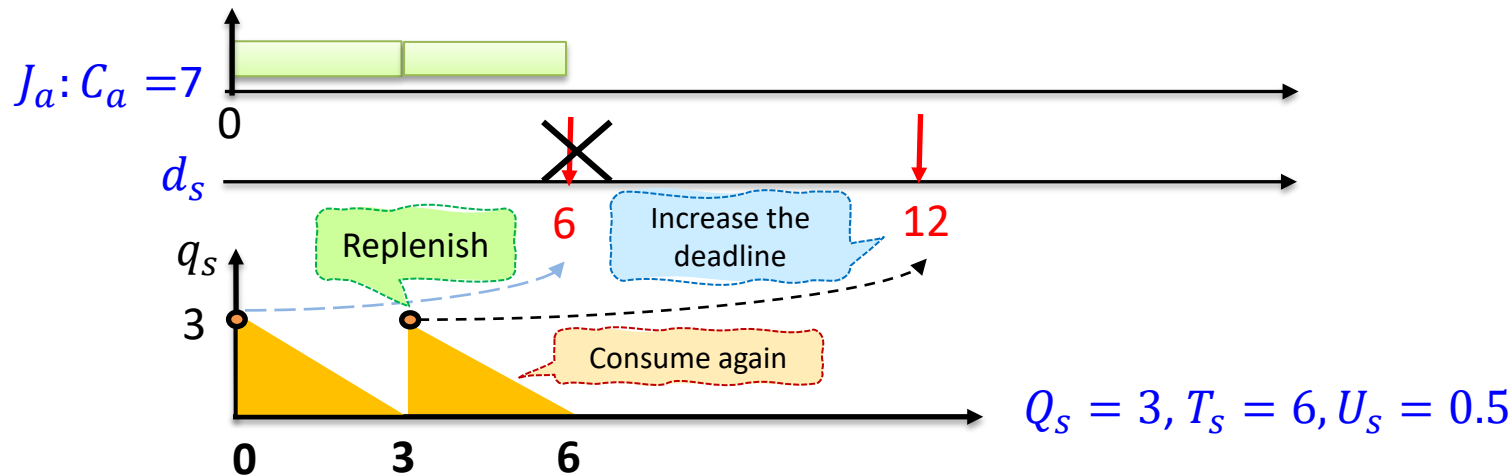 J_a: C_a = 7
0
d_s
6
Increase the
deadline
12
Replenish
q_s
3
Consume again
Q_s = 3, T_s = 6, U_s = 0.5
0 3 6